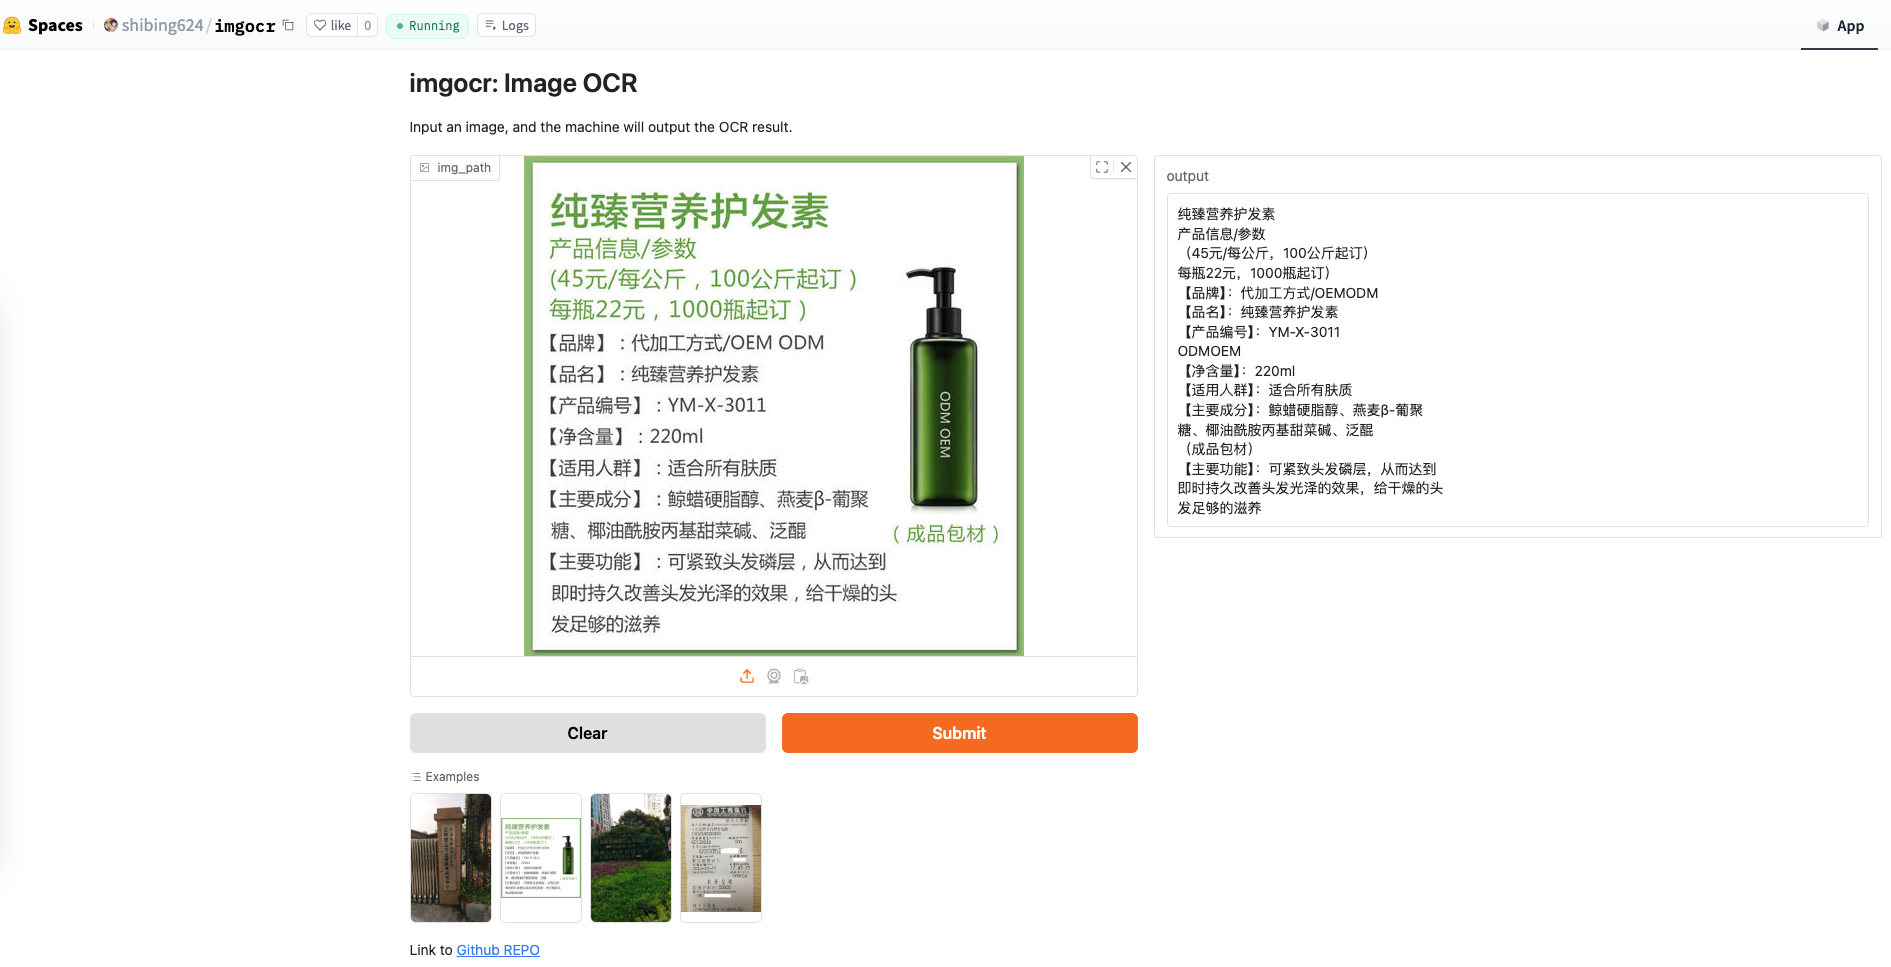 Spaces
shibing624/imgocr
like 0
Running
Logs
App
imgocr: Image OCR
Input an image, and the machine will output the OCR result.
img_path
纯臻营养护发素
产品信息/参数
(45元/每公斤，100公斤起订）
每瓶22元，1000瓶起订）
【品牌】：代加工方式/OEM ODM
【品名】：纯臻营养护发素
【产品编号】：YM-X-3011
【净含量】：220ml
【适用人群】：适合所有肤质
【主要成分】：鲸蜡硬脂醇、燕麦β-葡聚
糖、椰油酰胺丙基甜菜碱、泛醌
【主要功能】：可紧致头发磷层，从而达到
即时持久改善头发光泽的效果，给干燥的头
发足够的滋养
ODM OEM
（成品包材）
output
纯臻营养护发素
产品信息/参数
（45元/每公斤，100公斤起订）
每瓶22元，1000瓶起订）
【品牌】：代加工方式/OEMODM
【品名】：纯臻营养护发素
【产品编号】：YM-X-3011
ODMOEM
【净含量】：220ml
【适用人群】：适合所有肤质
【主要成分】：鲸蜡硬脂醇、燕麦β-葡聚
糖、椰油酰胺丙基甜菜碱、泛醌
（成品包材）
【主要功能】：可紧致头发磷层，从而达到
即时持久改善头发光泽的效果，给干燥的头
发足够的滋养
Clear
Submit
Examples
纯臻营养护发素
中国工商银行
Link to Github REPO